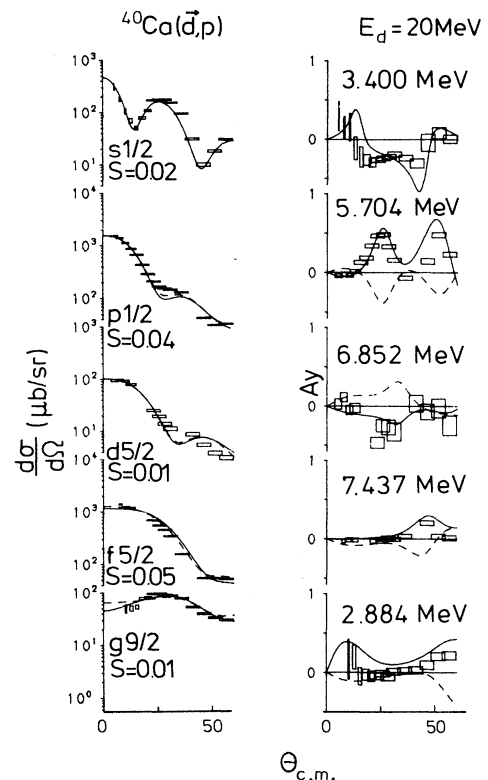 ⁴⁰Ca(d⃗,p) E_d=20MeV
10³ 1 3.400 MeV
10²
0
10¹ s1/2
S=0.02
10⁴ 1 5.704 MeV
10³
0
10² p1/2
10³ S=0.04 1 6.852 MeV
10²
0
10¹ d5/2
10⁴ S=0.01 1 7.437 MeV
10³
0
10² f5/2
S=0.05
10² 1 2.884 MeV
g9/2
10¹ S=0.01 0
10⁰
dσ/dΩ (μb/sr)
Ay
0 50 0 50
Θc.m.